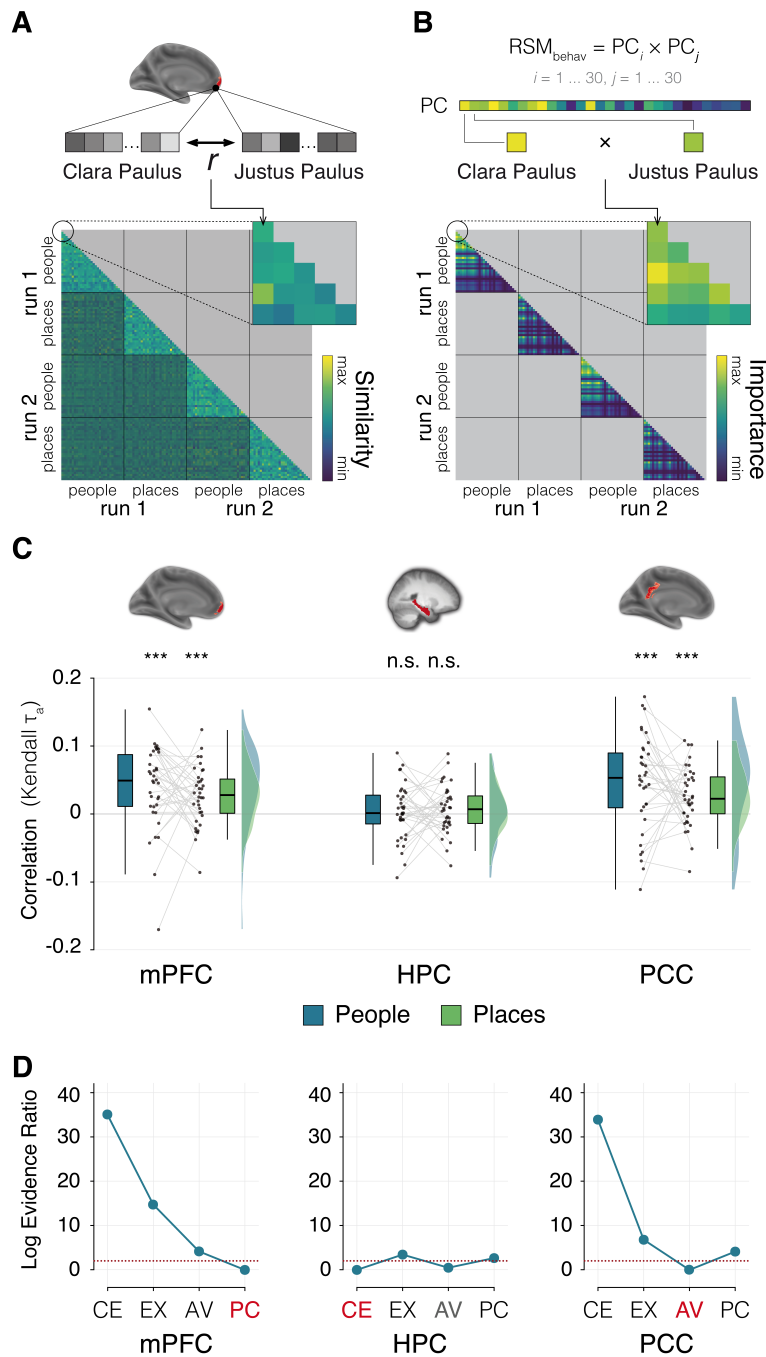 A
Clara Paulus
...
r
Justus Paulus
...
run 1
people
places
run 2
people
places
people
places
people
places
run 1
run 2
max
min
Similarity
B
RSM_behav = PC_i × PC_j
i = 1 ... 30, j = 1 ... 30
PC
Clara Paulus
×
Justus Paulus
run 1
people
places
run 2
people
places
people
places
people
places
run 1
run 2
max
min
Importance
C
*** ***
n.s. n.s.
*** ***
Correlation (Kendall τ_a)
0.2
0.1
0
-0.1
-0.2
mPFC
HPC
PCC
People
Places
D
Log Evidence Ratio
40
30
20
10
0
CE EX AV PC
mPFC
40
30
20
10
0
CE EX AV PC
HPC
40
30
20
10
0
CE EX AV PC
PCC